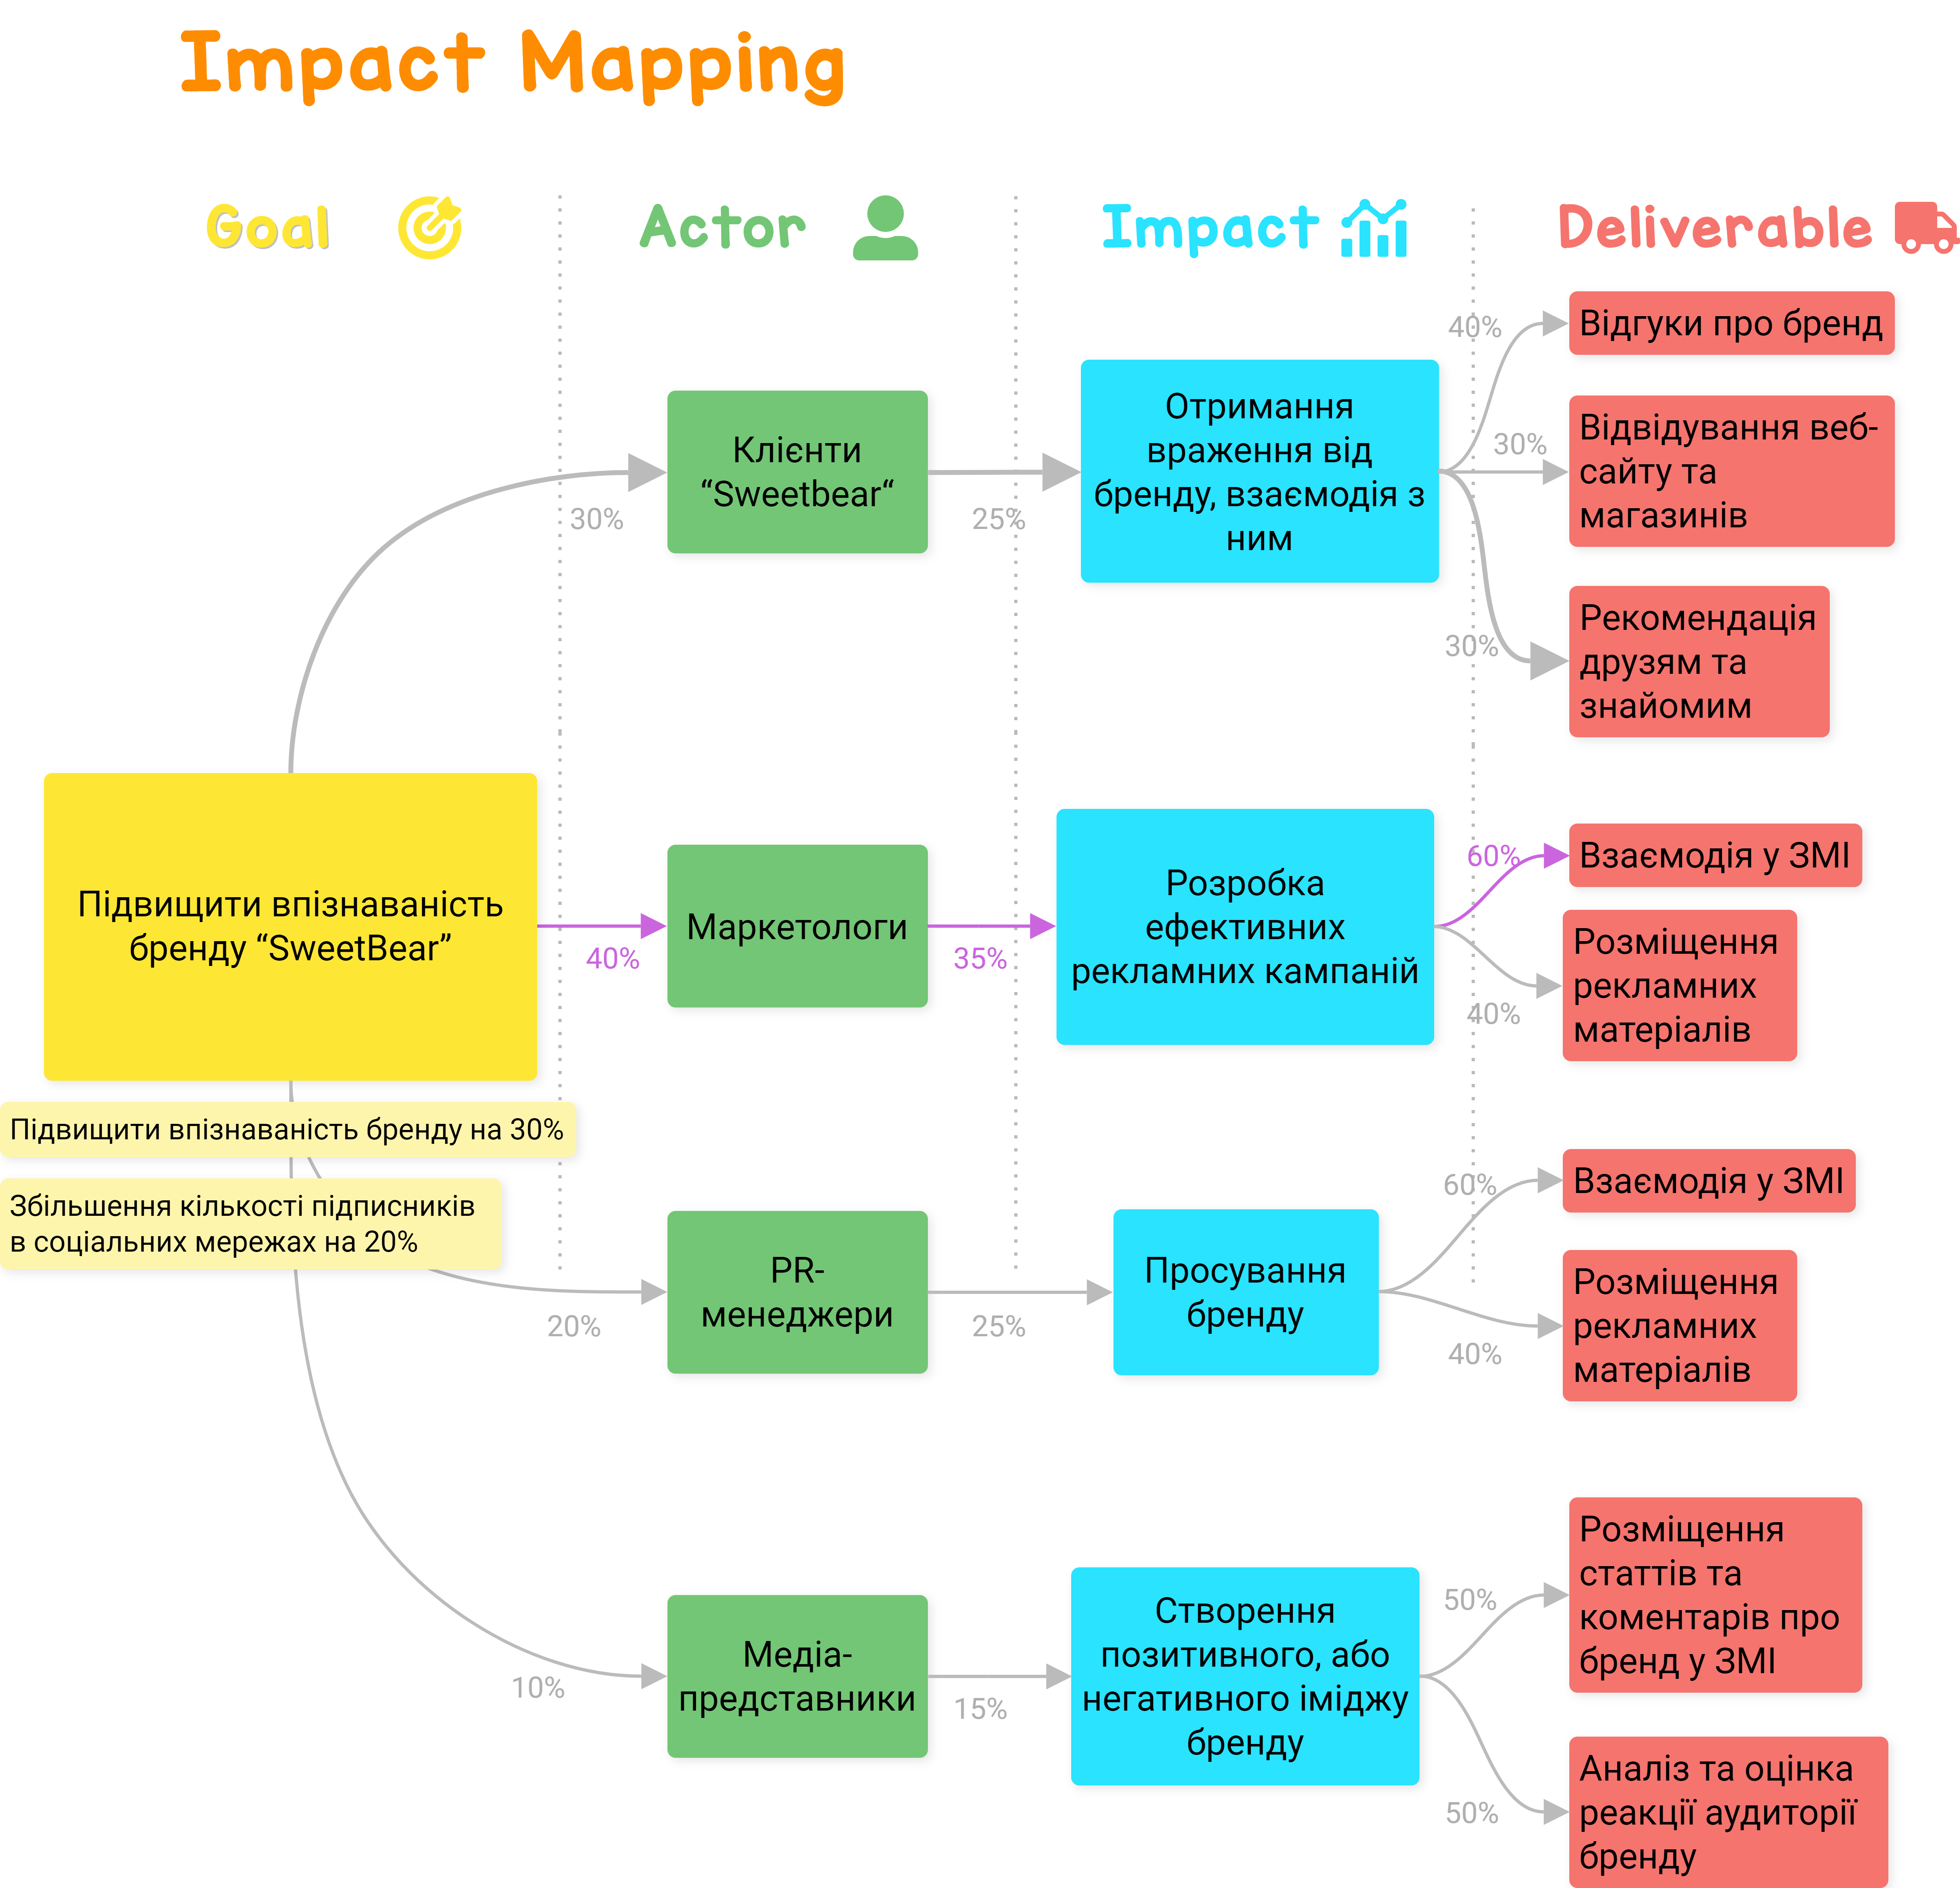 Impact Mapping
Goal
Actor
Impact
Deliverable
Підвищити впізнаваність
бренду “SweetBear”
Підвищити впізнаваність бренду на 30%
Збільшення кількості підписників
в соціальних мережах на 20%
30%
Клієнти
“Sweetbear“
25%
Отримання
враження від
бренду, взаємодія з
ним
40%
Відгуки про бренд
30%
Відвідування веб-
сайту та
магазинів
30%
Рекомендація
друзям та
знайомим
40%
Маркетологи
35%
Розробка
ефективних
рекламних кампаній
60%
Взаємодія у ЗМІ
40%
Розміщення
рекламних
матеріалів
20%
PR-
менеджери
25%
Просування
бренду
60%
Взаємодія у ЗМІ
40%
Розміщення
рекламних
матеріалів
10%
Медіа-
представники
15%
Створення
позитивного, або
негативного іміджу
бренду
50%
Розміщення
статтів та
коментарів про
бренд у ЗМІ
50%
Аналіз та оцінка
реакції аудиторії
бренду